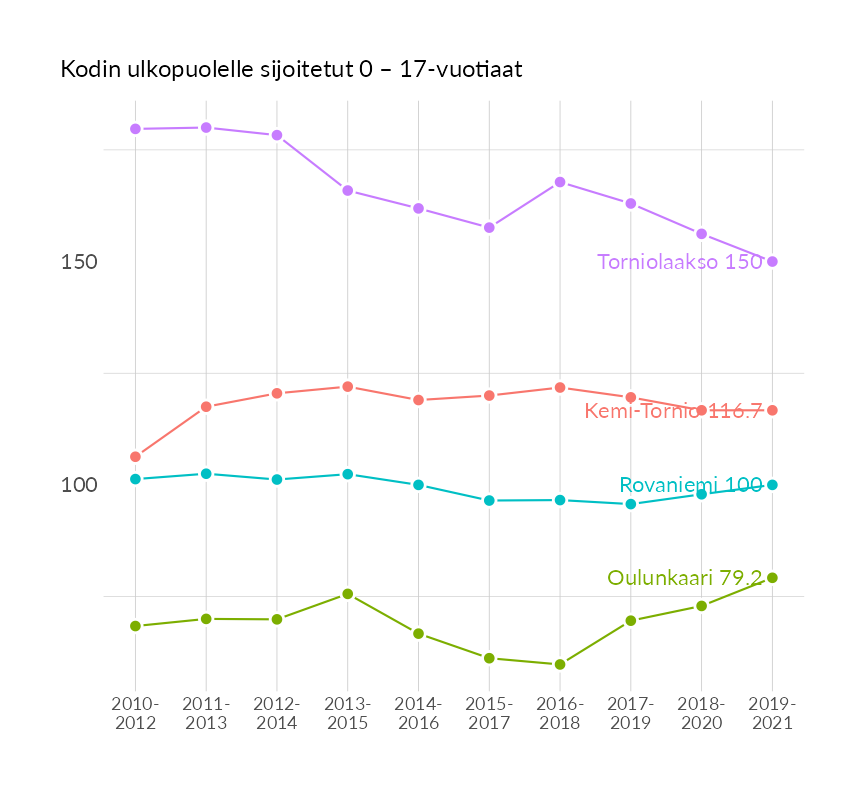 Kodin ulkopuolelle sijoitetut 0 – 17-vuotiaat
150
Torniolaakso 150
Kemi-Tornio 116.7
100
Rovaniemi 100
Oulunkaari 79.2
2010- 2011- 2012- 2013- 2014- 2015- 2016- 2017- 2018- 2019-
2012 2013 2014 2015 2016 2017 2018 2019 2020 2021